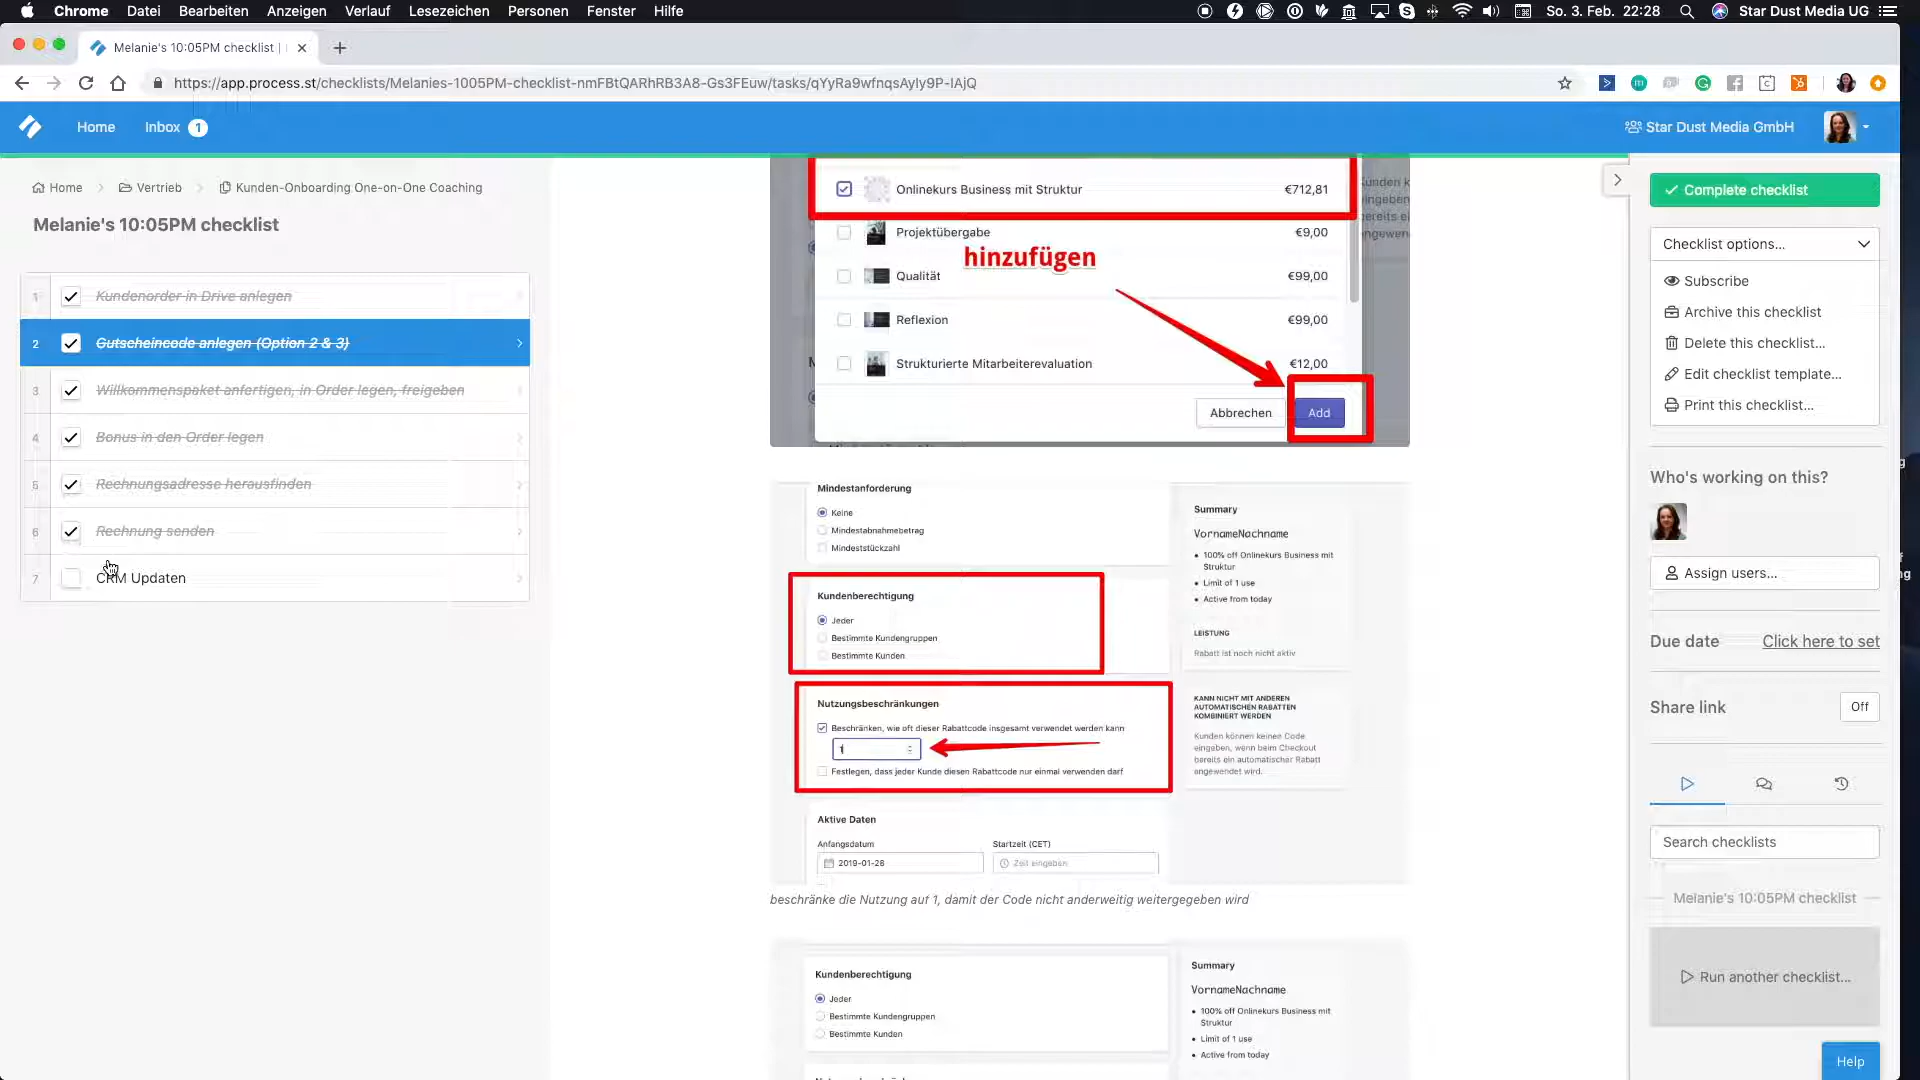 Chrome Datei Bearbeiten Anzeigen Verlauf Lesezeichen Personen Fenster Hilfe So. 3. Feb. 22:28 Star Dust Media UG
Melanie's 10:05PM checklist |
https://app.process.st/checklists/Melanies-1005PM-checklist-nmFBtQARhRB3A8-Gs3FEuw/tasks/qYyRa9wfnqsAyly9P-IAjQ
Home Inbox 1 Star Dust Media GmbH
Home Vertrieb Kunden-Onboarding One-on-One Coaching
Melanie's 10:05PM checklist
1 Kundenorder in Drive anlegen
2 Gutscheincode anlegen (Option 2 & 3)
3 Willkommenspaket anfertigen, in Order legen, freigeben
4 Bonus in den Order legen
5 Rechnungsadresse herausfinden
6 Rechnung senden
7 CRM Updaten
Onlinekurs Business mit Struktur €712,81
Projektübergabe €9,00
hinzufügen
Qualität €99,00
Reflexion €99,00
Strukturierte Mitarbeiterevaluation €12,00
Abbrechen Add
Mindestanforderung
Keine
Mindestabnahmebetrag
Mindeststückzahl
Kundenberechtigung
Jeder
Bestimmte Kundengruppen
Bestimmte Kunden
Nutzungsbeschränkungen
Beschränken, wie oft dieser Rabattcode insgesamt verwendet werden kann
1
Festlegen, dass jeder Kunde diesen Rabattcode nur einmal verwenden darf
Aktive Daten
Anfangsdatum Startzeit (CET)
2019-01-28 Zeit eingeben
Summary
VornameNachname
• 100% off Onlinekurs Business mit
Struktur
• Limit of 1 use
• Active from today
LEISTUNG
Rabatt ist noch nicht aktiv
KANN NICHT MIT ANDEREN
AUTOMATISCHEN RABATTEN
KOMBINIERT WERDEN
Kunden können keinen Code
eingeben, wenn beim Checkout
bereits ein automatischer Rabatt
angewendet wird.
beschränke die Nutzung auf 1, damit der Code nicht anderweitig weitergegeben wird
Kundenberechtigung
Jeder
Bestimmte Kundengruppen
Bestimmte Kunden
Summary
VornameNachname
• 100% off Onlinekurs Business mit
Struktur
• Limit of 1 use
• Active from today
Complete checklist
Checklist options...
Subscribe
Archive this checklist
Delete this checklist...
Edit checklist template...
Print this checklist...
Who's working on this?
Assign users...
Due date Click here to set
Share link Off
Search checklists
Melanie's 10:05PM checklist
Run another checklist...
Help